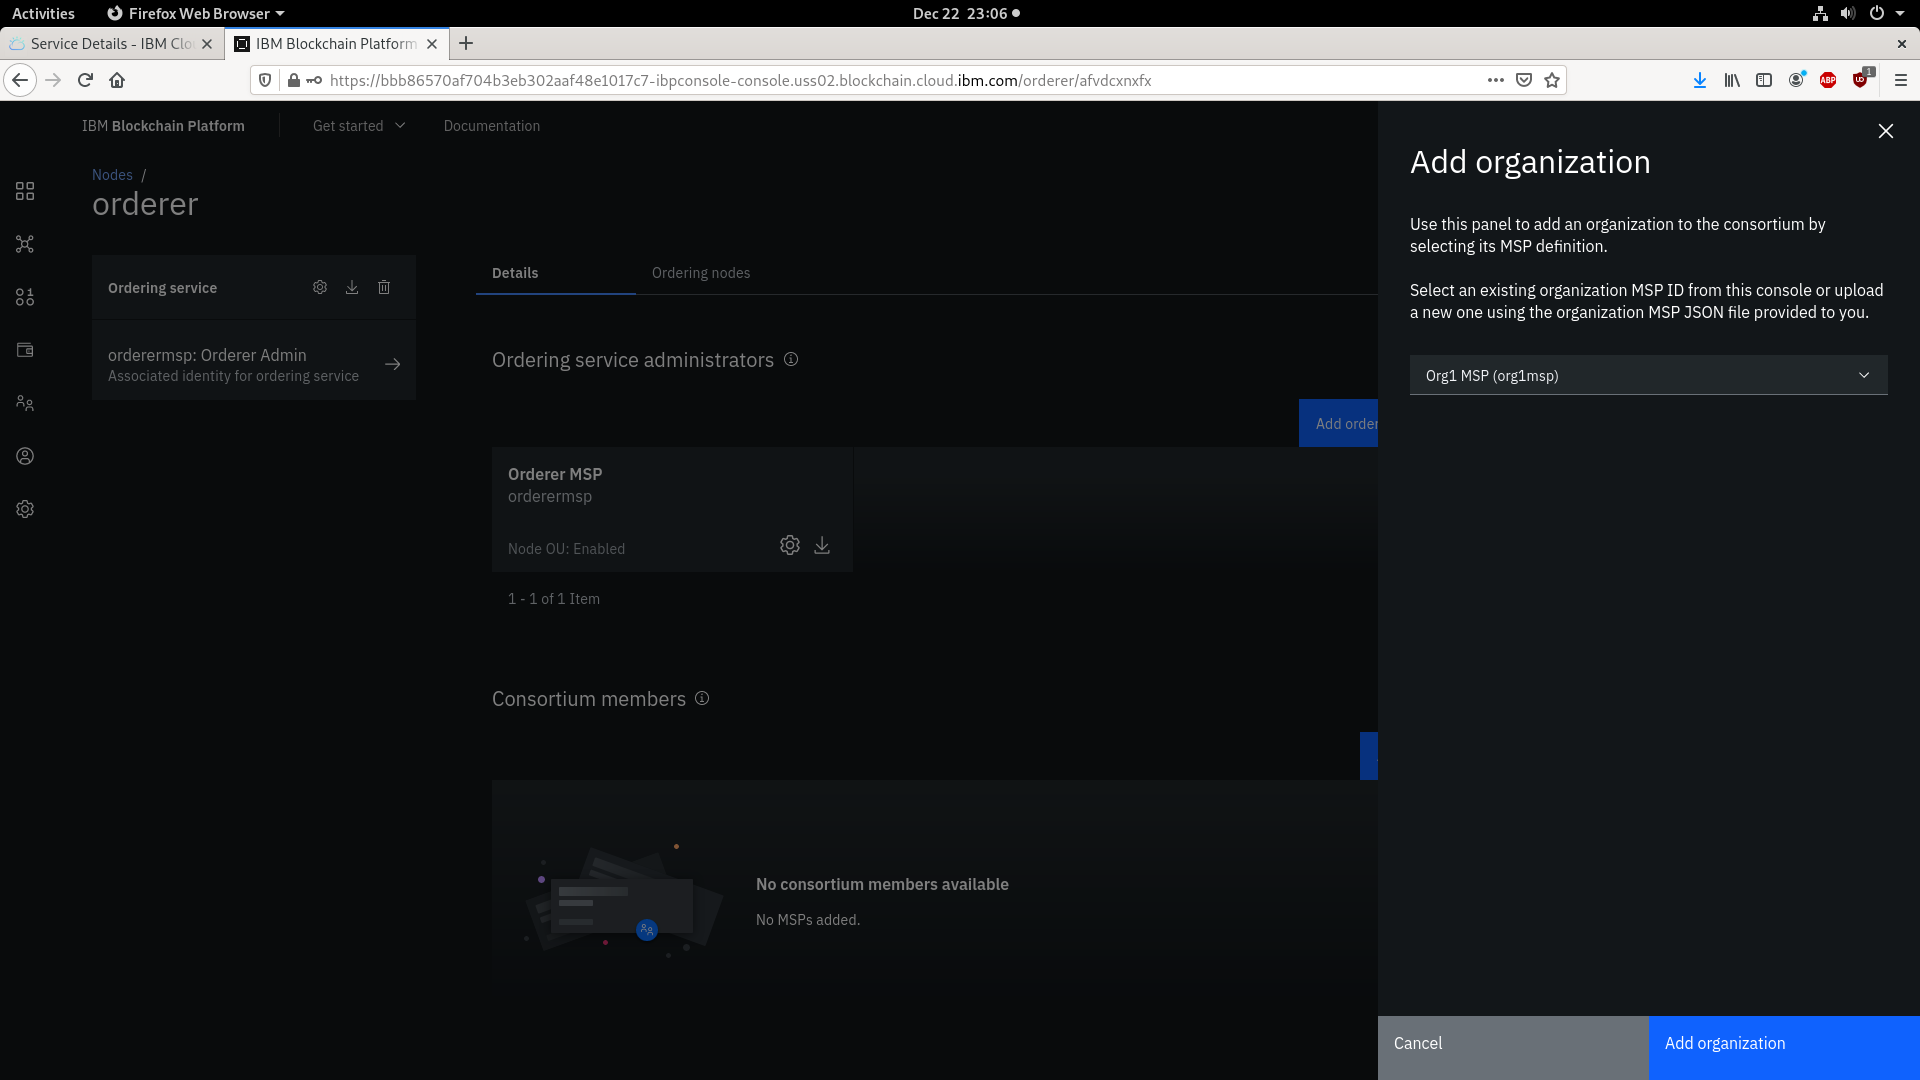 Activities
Firefox Web Browser
Dec 22 23:06
Service Details - IBM Clo
IBM Blockchain Platform
https://bbb86570af704b3eb302aaf48e1017c7-ibpconsole-console.uss02.blockchain.cloud.ibm.com/orderer/afvdcxnxfx
ABP
1
IBM Blockchain Platform
Get started
Documentation
Nodes /
orderer
Ordering service
orderermsp: Orderer Admin
Associated identity for ordering service
Details
Ordering nodes
Ordering service administrators
Add order
Orderer MSP
orderermsp
Node OU: Enabled
1 - 1 of 1 Item
Consortium members
No consortium members available
No MSPs added.
Add organization
Use this panel to add an organization to the consortium by
selecting its MSP definition.
Select an existing organization MSP ID from this console or upload
a new one using the organization MSP JSON file provided to you.
Org1 MSP (org1msp)
Cancel
Add organization